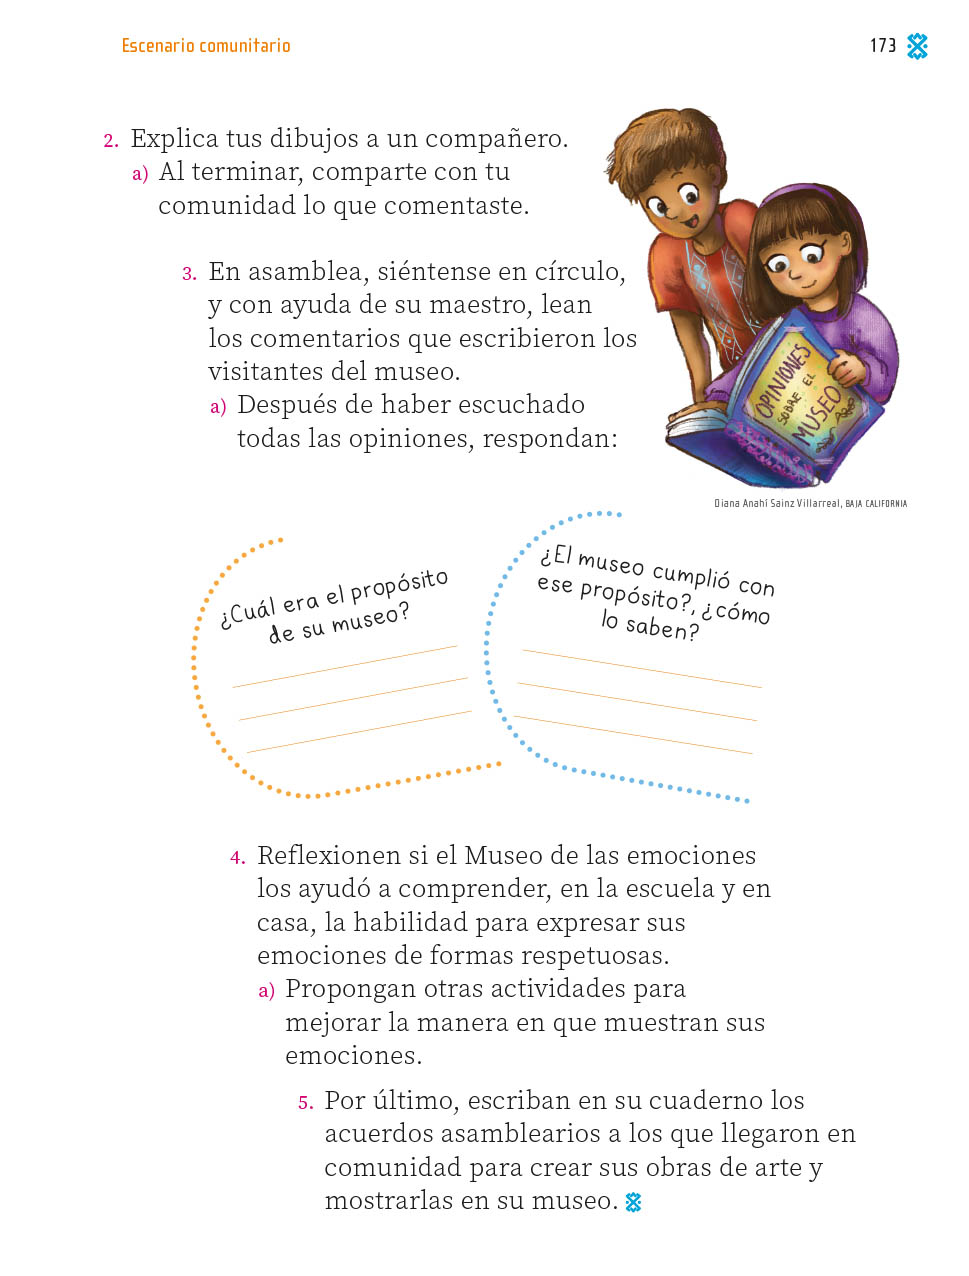 Escenario comunitario
173
2. Explica tus dibujos a un compañero.
a) Al terminar, comparte con tu
comunidad lo que comentaste.
3. En asamblea, siéntense en círculo,
y con ayuda de su maestro, lean
los comentarios que escribieron los
visitantes del museo.
a) Después de haber escuchado
todas las opiniones, respondan:
OPINIONES
SOBRE EL
MUSEO
Diana Anahí Sainz Villarreal, BAJA CALIFORNIA
¿Cuál era el propósito
de su museo?
¿El museo cumplió con
ese propósito?, ¿cómo
lo saben?
4. Reflexionen si el Museo de las emociones
los ayudó a comprender, en la escuela y en
casa, la habilidad para expresar sus
emociones de formas respetuosas.
a) Propongan otras actividades para
mejorar la manera en que muestran sus
emociones.
5. Por último, escriban en su cuaderno los
acuerdos asamblearios a los que llegaron en
comunidad para crear sus obras de arte y
mostrarlas en su museo.